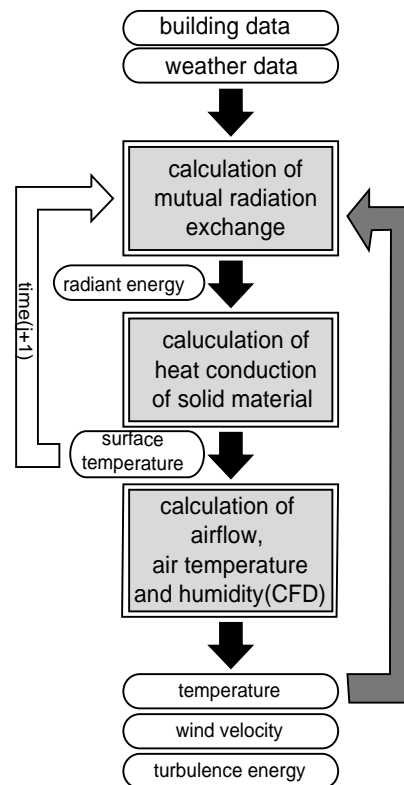 building data
weather data
calculation of
mutual radiation
exchange
radiant energy
time(j+1)
caluculation of
heat conduction
of solid material
surface
temperature
calculation of
airflow,
air temperature
and humidity(CFD)
temperature
wind velocity
turbulence energy